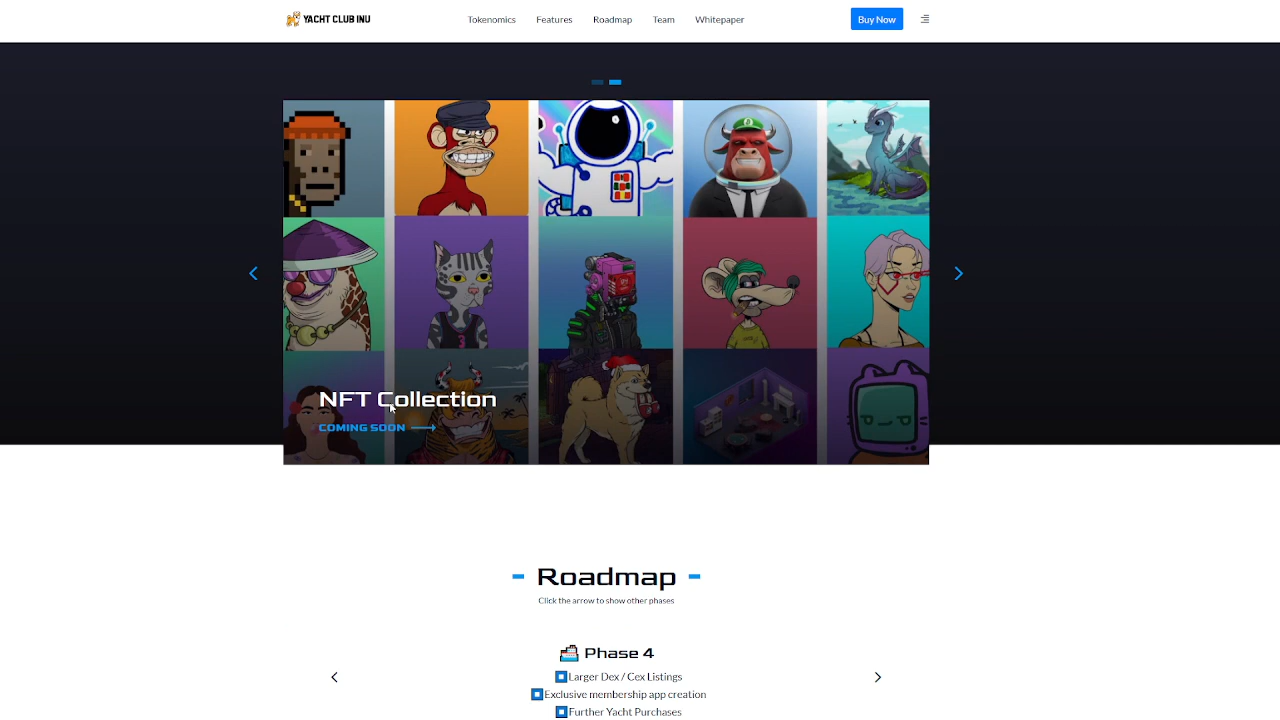 YACHT CLUB INU
Tokenomics
Features
Roadmap
Team
Whitepaper
Buy Now
NFT Collection
COMING SOON
Roadmap
Click the arrow to show other phases
Phase 4
Larger Dex / Cex Listings
Exclusive membership app creation
Further Yacht Purchases